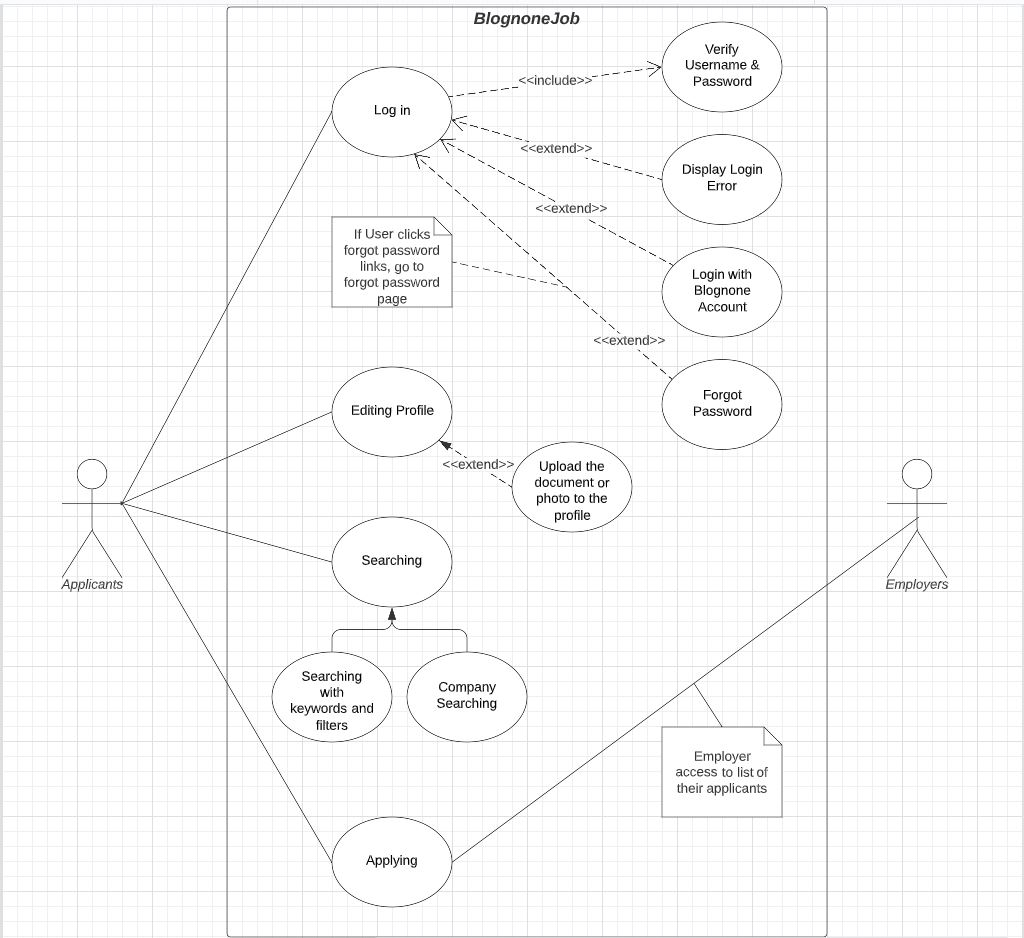 BlognoneJob
Verify
Username &
Password
<<include>>
Log in
<<extend>>
Display Login
Error
<<extend>>
If User clicks
forgot password
links, go to
forgot password
page
Login with
Blognone
Account
<<extend>>
Forgot
Password
Editing Profile
<<extend>>
Upload the
document or
photo to the
profile
Searching
Applicants
Employers
Searching
with
keywords and
filters
Company
Searching
Employer
access to list of
their applicants
Applying